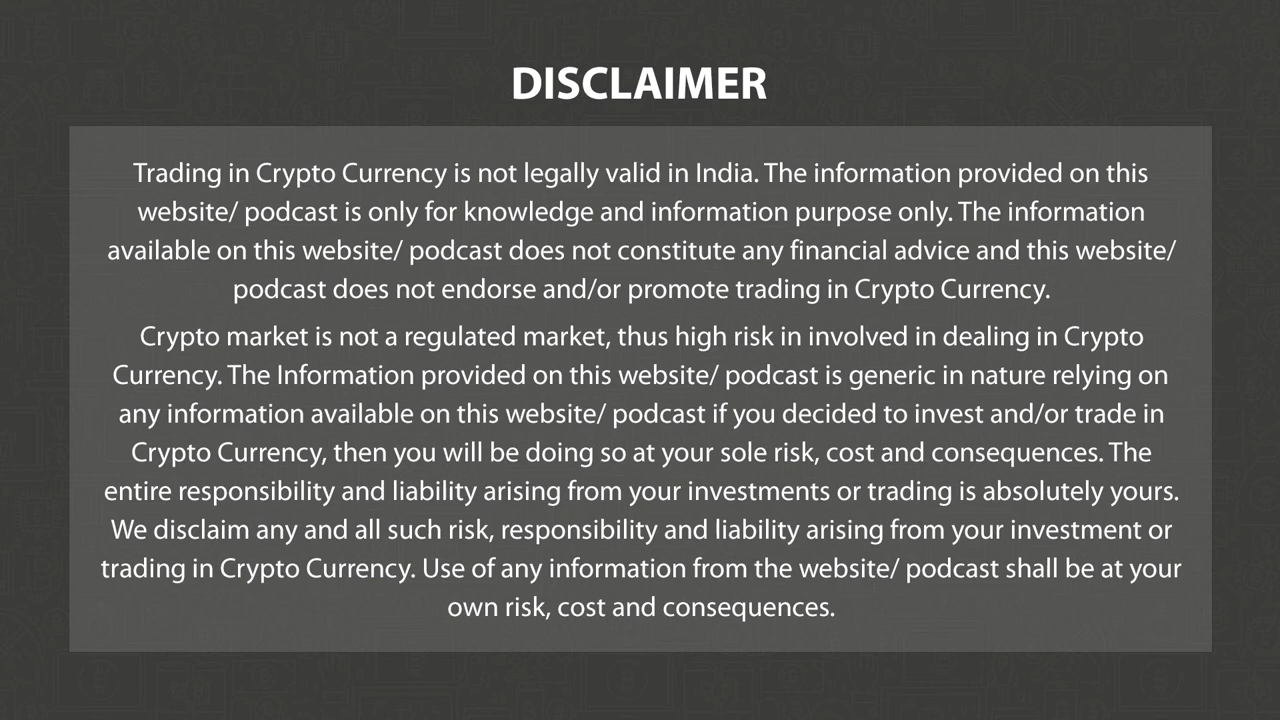 DISCLAIMER
Trading in Crypto Currency is not legally valid in India. The information provided on this
website/ podcast is only for knowledge and information purpose only. The information
available on this website/ podcast does not constitute any financial advice and this website/
podcast does not endorse and/or promote trading in Crypto Currency.
Crypto market is not a regulated market, thus high risk in involved in dealing in Crypto
Currency. The Information provided on this website/ podcast is generic in nature relying on
any information available on this website/ podcast if you decided to invest and/or trade in
Crypto Currency, then you will be doing so at your sole risk, cost and consequences. The
entire responsibility and liability arising from your investments or trading is absolutely yours.
We disclaim any and all such risk, responsibility and liability arising from your investment or
trading in Crypto Currency. Use of any information from the website/ podcast shall be at your
own risk, cost and consequences.